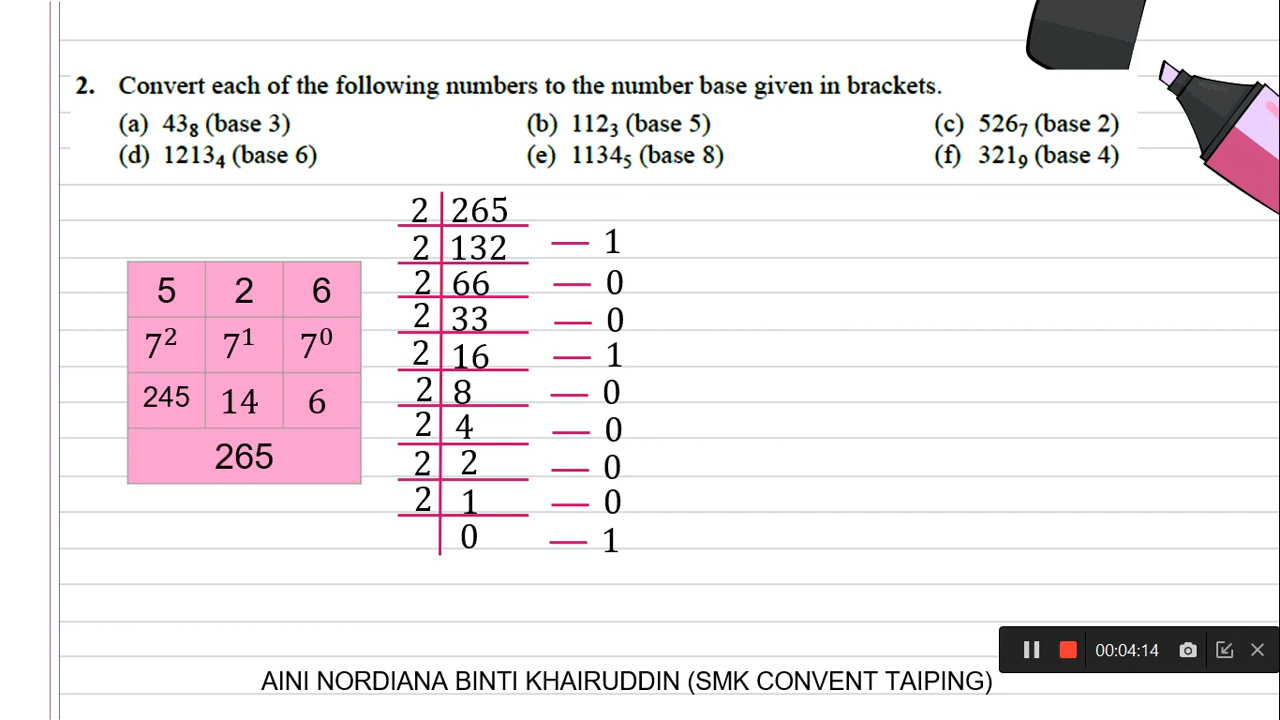 2. Convert each of the following numbers to the number base given in brackets.
(a) 43₈ (base 3) (b) 112₃ (base 5) (c) 526₇ (base 2)
(d) 1213₄ (base 6) (e) 1134₅ (base 8) (f) 321₉ (base 4)
5 2 6
7² 7¹ 7⁰
245 14 6
265
2 265
2 132 — 1
2 66 — 0
2 33 — 0
2 16 — 1
2 8 — 0
2 4 — 0
2 2 — 0
2 1 — 0
0 — 1
00:04:14
AINI NORDIANA BINTI KHAIRUDDIN (SMK CONVENT TAIPING)